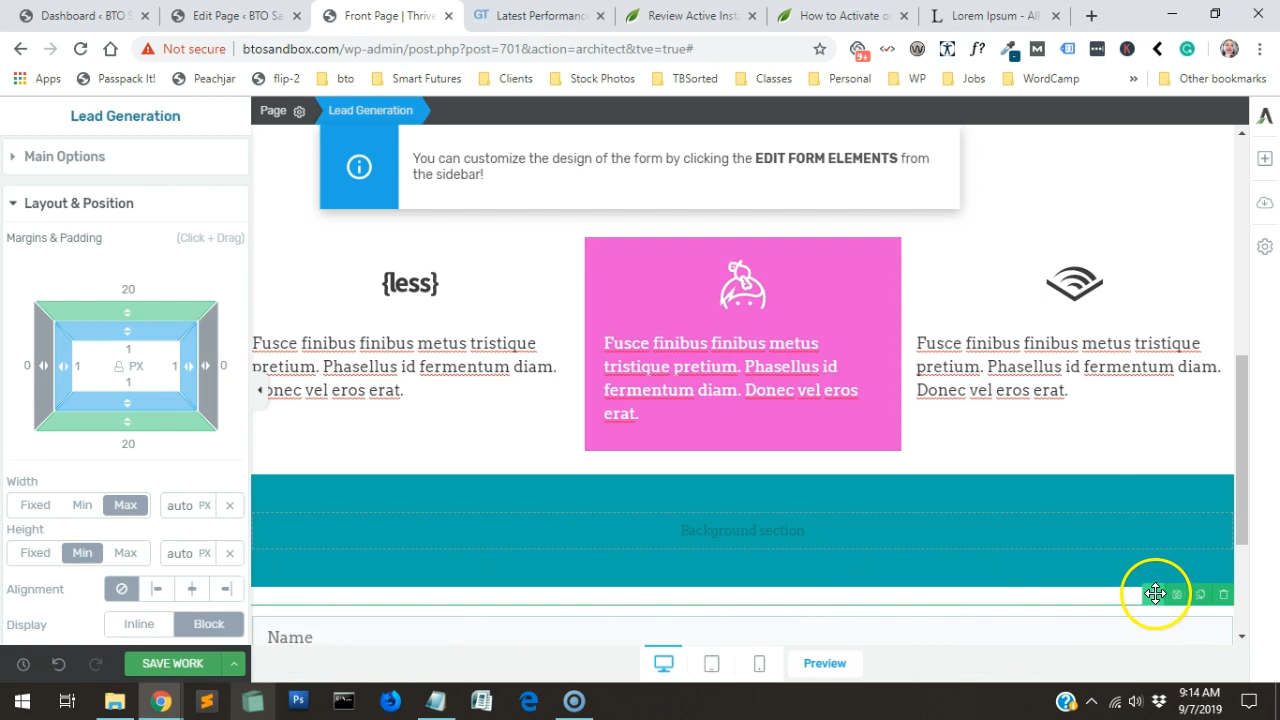 Dashboard ‹ BTO S
Edit Page ‹ BTO Sa
Front Page | Thrive
GT Latest Performanc
Review Active Inst
How to Activate o
Lorem Ipsum - Al
Not secure
btosandbox.com/wp-admin/post.php?post=701&action=architect&tve=true#
9+
Apps
Passpack It!
Peachjar
flip-2
bto
Smart Futures
Clients
Stock Photos
TBSorted
Classes
Personal
WP
Jobs
WordCamp
»
Other bookmarks
Lead Generation
Page
Lead Generation
Main Options
Layout & Position
Margins & Padding
(Click + Drag)
20
0
1
1
PX
1
1
0
20
Width
Fixed
Min
Max
auto PX
Height
Fixed
Min
Max
auto PX
Alignment
Display
Inline
Block
SAVE WORK
You can customize the design of the form by clicking the EDIT FORM ELEMENTS from
the sidebar!
{less}
Fusce finibus finibus metus tristique
pretium. Phasellus id fermentum diam.
onec vel eros erat.
Fusce finibus finibus metus
tristique pretium. Phasellus id
fermentum diam. Donec vel eros
erat.
Fusce finibus finibus metus tristique
pretium. Phasellus id fermentum diam.
Donec vel eros erat.
Background section
Name
Preview
9:14 AM
9/7/2019